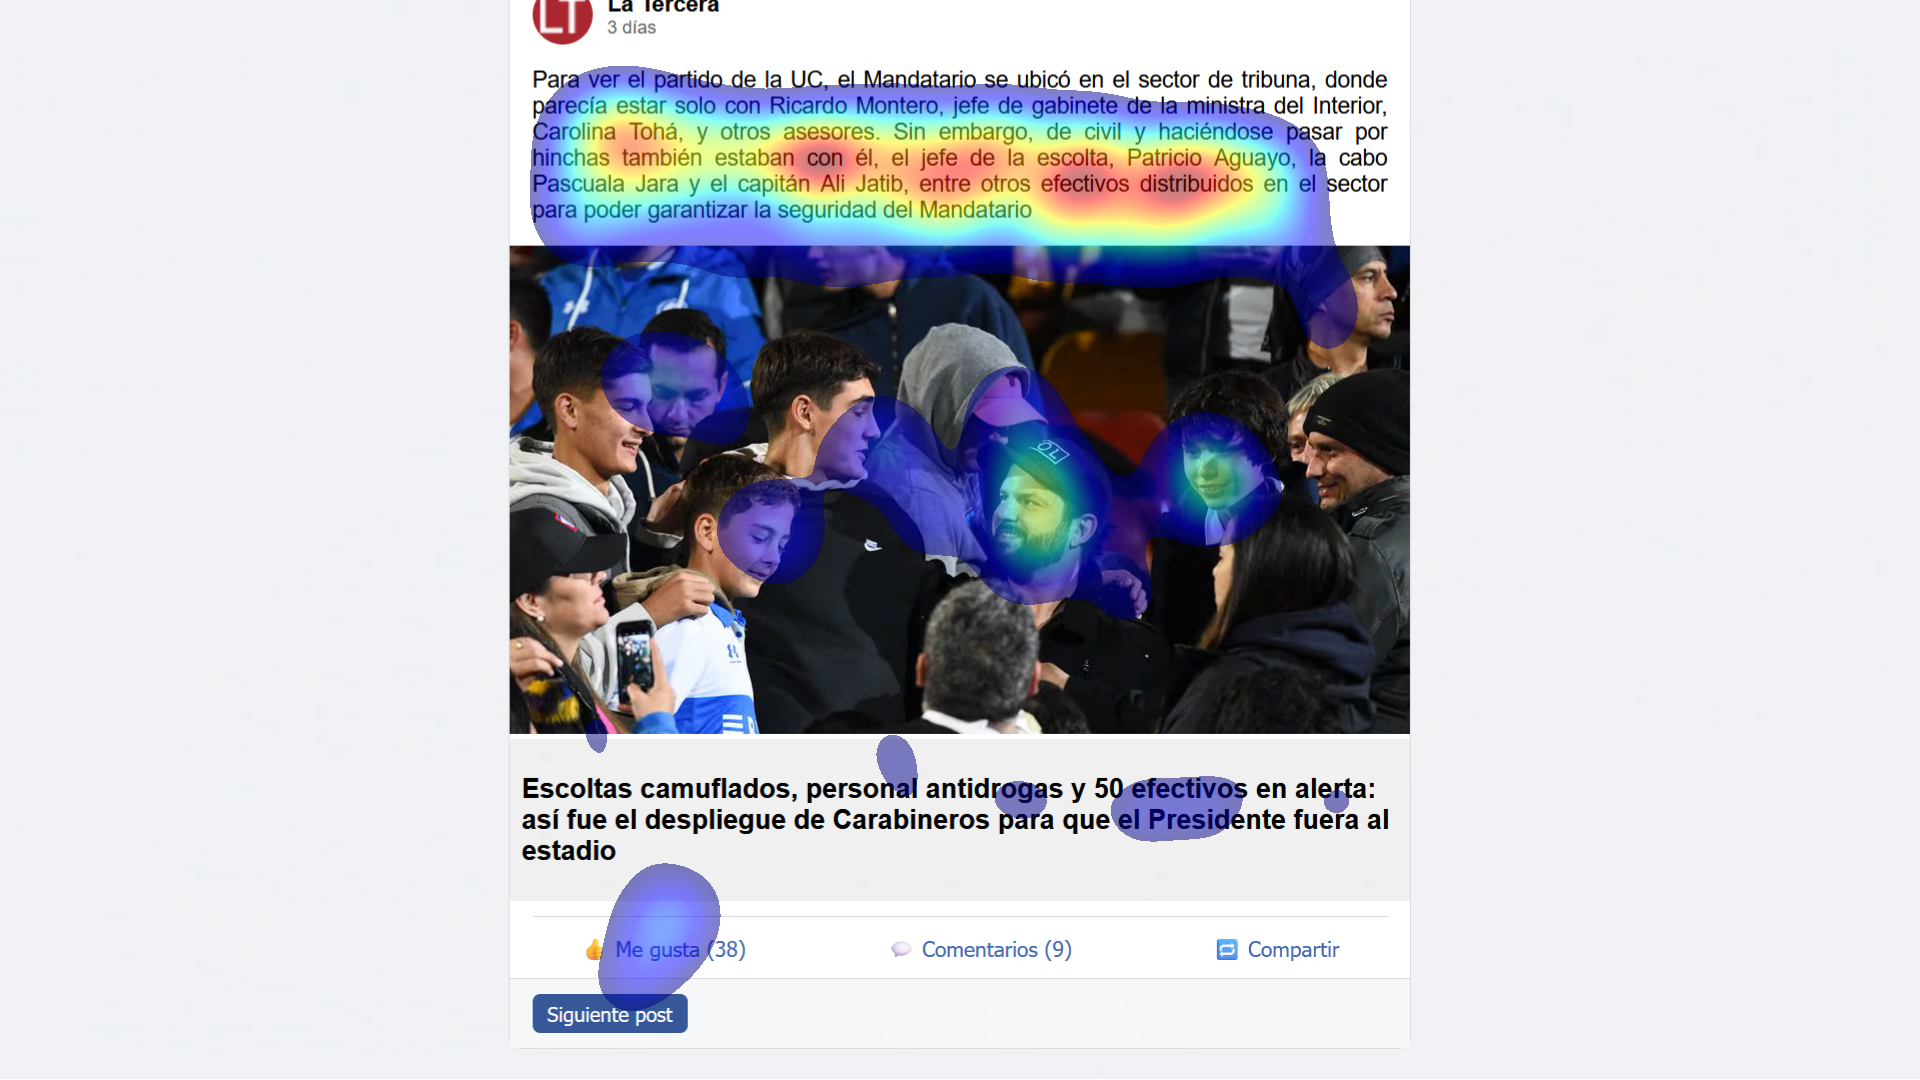 LT La Tercera
3 días
Para ver el partido de la UC, el Mandatario se ubicó en el sector de tribuna, donde
parecía estar solo con Ricardo Montero, jefe de gabinete de la ministra del Interior,
Carolina Tohá, y otros asesores. Sin embargo, de civil y haciéndose pasar por
hinchas también estaban con él, el jefe de la escolta, Patricio Aguayo, la cabo
Pascuala Jara y el capitán Ali Jatib, entre otros efectivos distribuidos en el sector
para poder garantizar la seguridad del Mandatario
Escoltas camuflados, personal antidrogas y 50 efectivos en alerta:
así fue el despliegue de Carabineros para que el Presidente fuera al
estadio
Me gusta (38)
Comentarios (9)
Compartir
Siguiente post